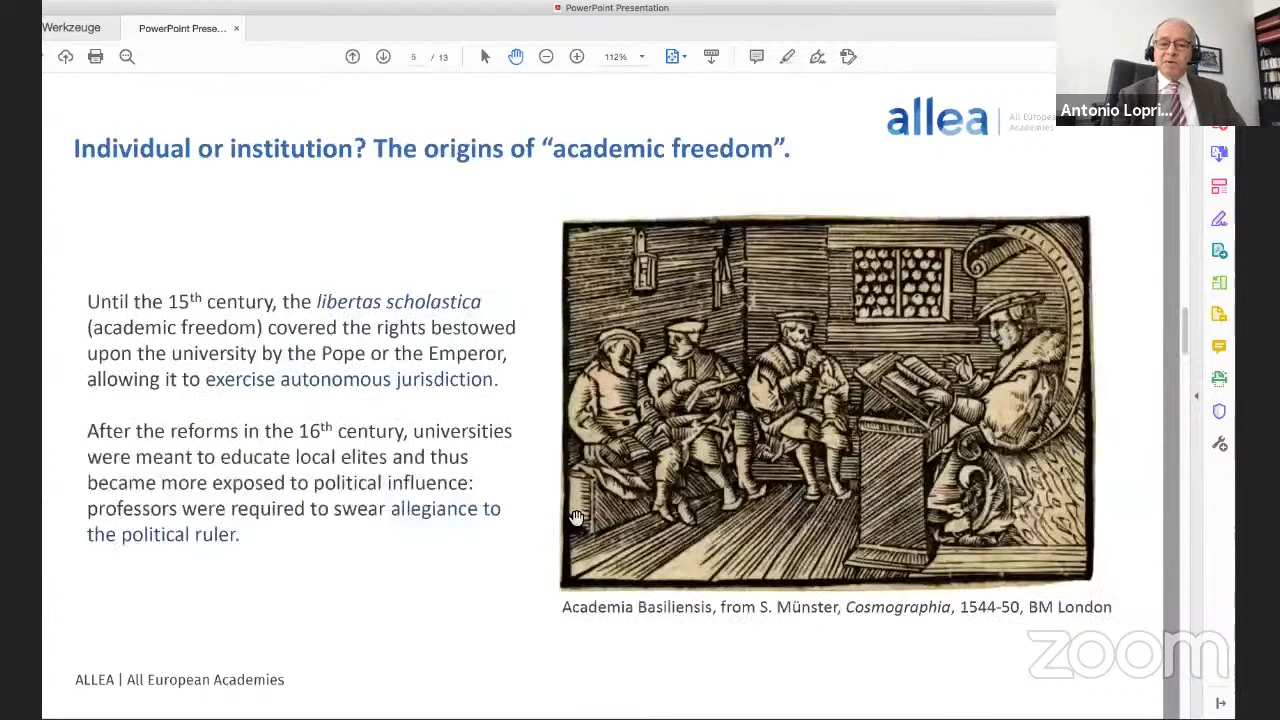 PowerPoint Presentation
Werkzeuge
PowerPoint Prese... ×
5 / 13
112%
Antonio Lopri...
allea
All European
Academies
Individual or institution? The origins of “academic freedom”.
Until the 15th century, the libertas scholastica
(academic freedom) covered the rights bestowed
upon the university by the Pope or the Emperor,
allowing it to exercise autonomous jurisdiction.
After the reforms in the 16th century, universities
were meant to educate local elites and thus
became more exposed to political influence:
professors were required to swear allegiance to
the political ruler.
Academia Basiliensis, from S. Münster, Cosmographia, 1544-50, BM London
zoom
ALLEA | All European Academies